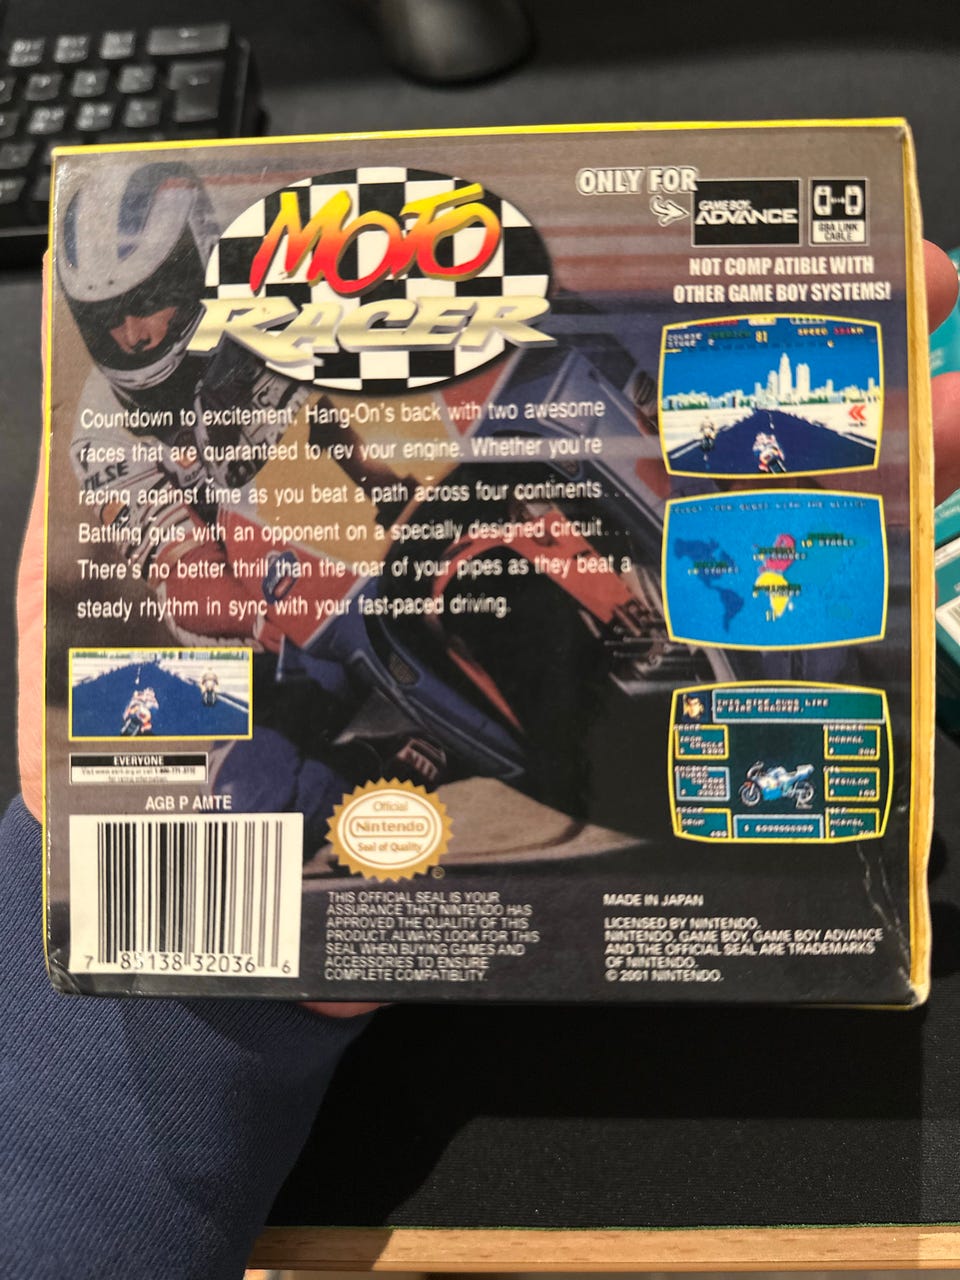 MOTO
RACER
ONLY FOR
GAME BOY
ADVANCE
GBA LINK
CABLE
NOT COMP ATIBLE WITH
OTHER GAME BOY SYSTEMS!
Countdown to excitement, Hang-On's back with two awesome
races that are quaranteed to rev your engine. Whether you're
racing against time as you beat a path across four continents...
Battling guts with an opponent on a specially designed circuit...
There's no better thrill than the roar of your pipes as they beat a
steady rhythm in sync with your fast-paced driving.
EVERYONE
AGB P AMTE
7 85138 32036 6
Official
Nintendo
Seal of Quality
THIS OFFICIAL SEAL IS YOUR
ASSURANCE THAT NINTENDO HAS
APPROVED THE QUALITY OF THIS
PRODUCT. ALWAYS LOOK FOR THIS
SEAL WHEN BUYING GAMES AND
ACCESSORIES TO ENSURE
COMPLETE COMPATIBLITY.
MADE IN JAPAN
LICENSED BY NINTENDO.
NINTENDO, GAME BOY, GAME BOY ADVANCE
AND THE OFFICIAL SEAL ARE TRADEMARKS
OF NINTENDO.
© 2001 NINTENDO.